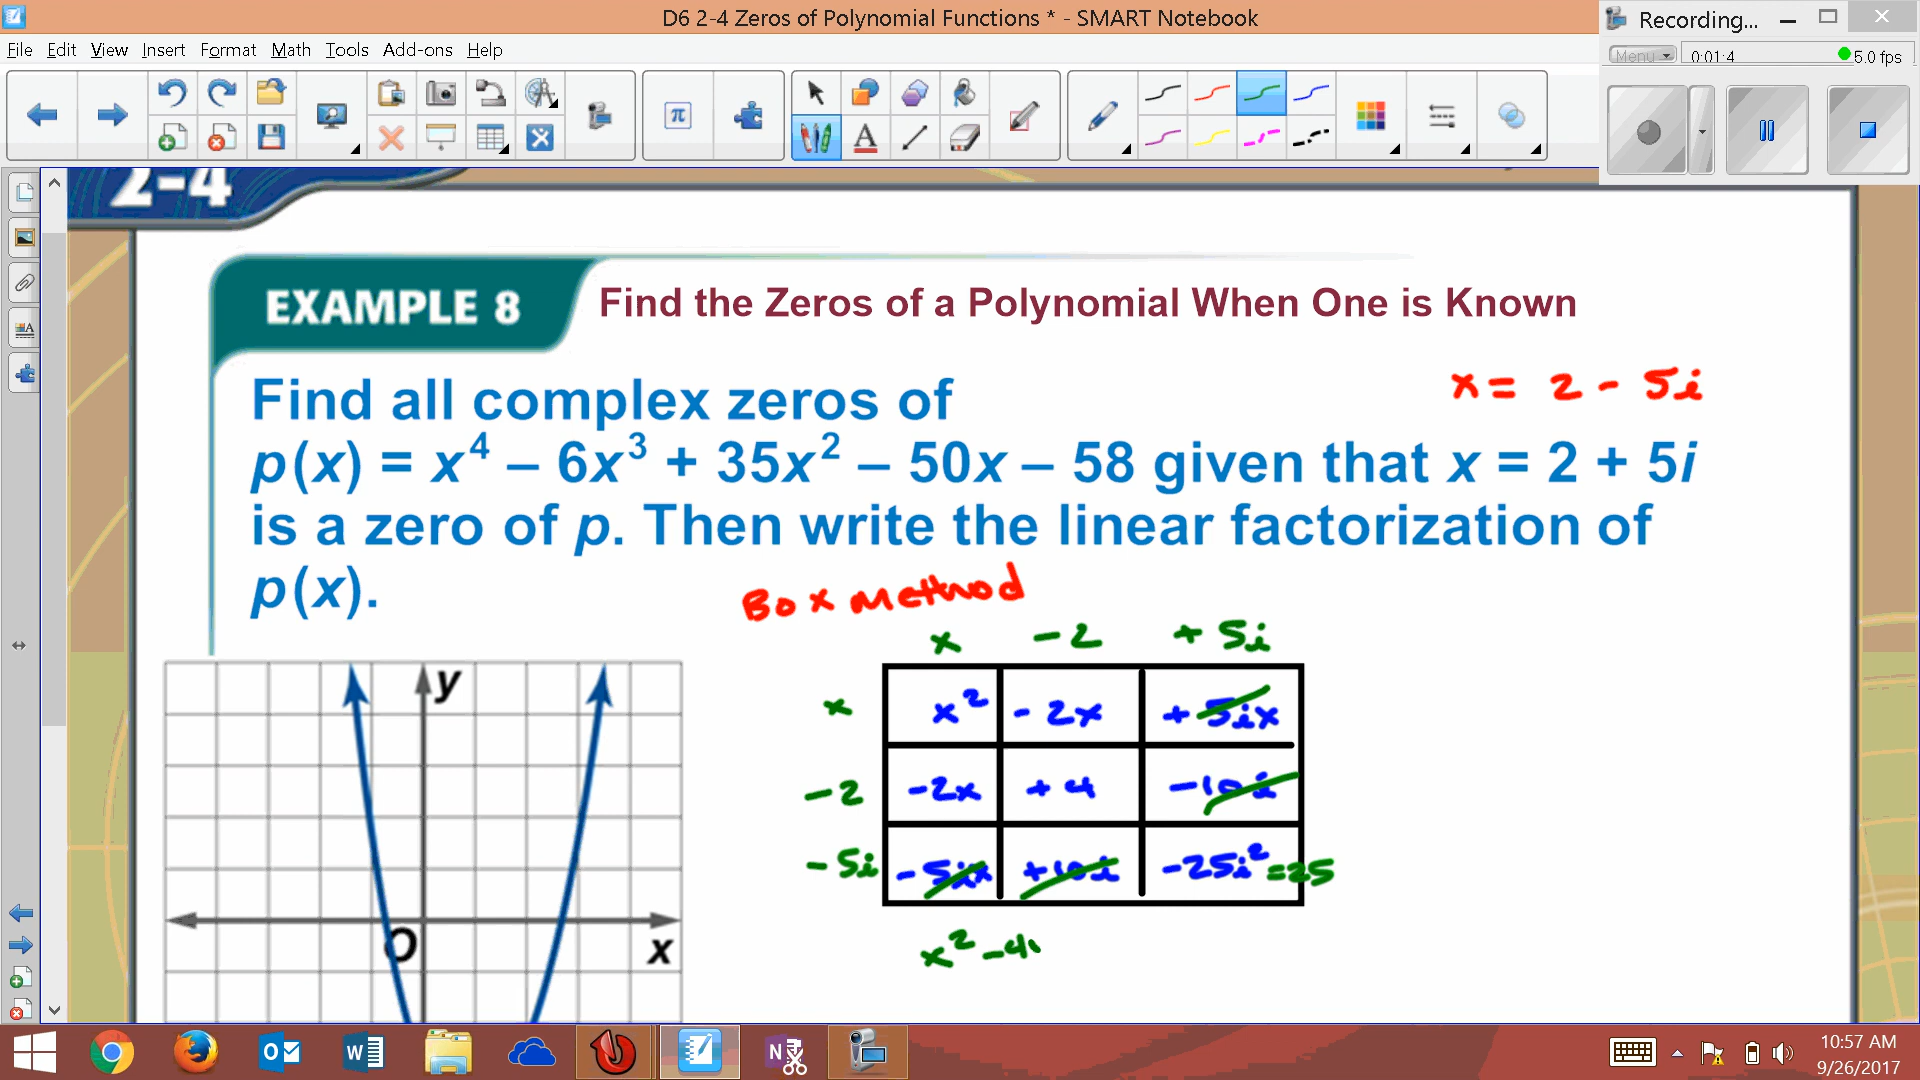 D6 2-4 Zeros of Polynomial Functions * - SMART Notebook
Recording...
File Edit View Insert Format Math Tools Add-ons Help
Menu 0:01:4 5.0 fps
π
A
2-4
EXAMPLE 8 Find the Zeros of a Polynomial When One is Known
x = 2 - 5i
Find all complex zeros of
p(x) = x⁴ – 6x³ + 35x² – 50x – 58 given that x = 2 + 5i
is a zero of p. Then write the linear factorization of
p(x).
Box Method
x -2 +5i
x x² -2x +5ix
-2 -2x +4 -10i
-5i -5ix +10i -25i² =25
x² -4
y
O
x
10:57 AM
9/26/2017